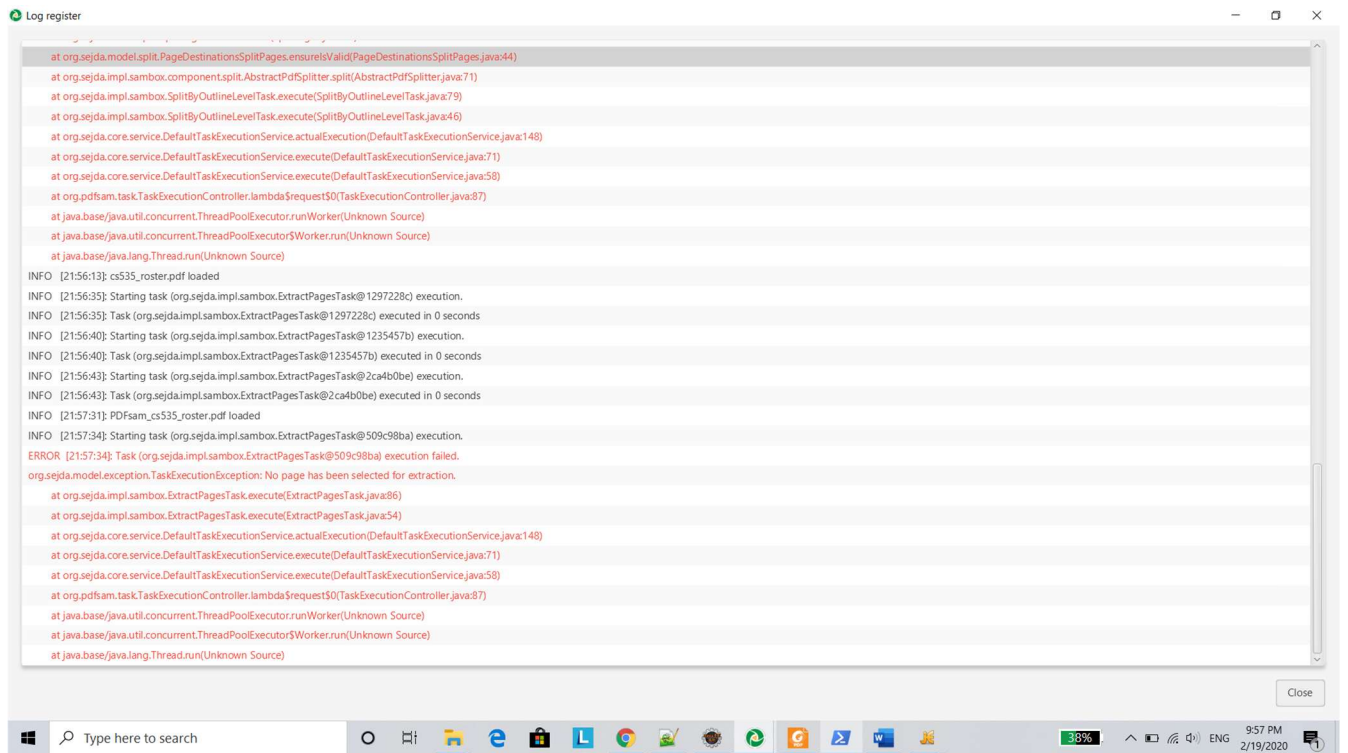 Log register
at org.sejda.model.split.PageDestinationsSplitPages.ensureIsValid(PageDestinationsSplitPages.java:44)
at org.sejda.impl.sambox.component.split.AbstractPdfSplitter.split(AbstractPdfSplitter.java:71)
at org.sejda.impl.sambox.SplitByOutlineLevelTask.execute(SplitByOutlineLevelTask.java:79)
at org.sejda.impl.sambox.SplitByOutlineLevelTask.execute(SplitByOutlineLevelTask.java:46)
at org.sejda.core.service.DefaultTaskExecutionService.actualExecution(DefaultTaskExecutionService.java:148)
at org.sejda.core.service.DefaultTaskExecutionService.execute(DefaultTaskExecutionService.java:71)
at org.sejda.core.service.DefaultTaskExecutionService.execute(DefaultTaskExecutionService.java:58)
at org.pdfsam.task.TaskExecutionController.lambda$request$0(TaskExecutionController.java:87)
at java.base/java.util.concurrent.ThreadPoolExecutor.runWorker(Unknown Source)
at java.base/java.util.concurrent.ThreadPoolExecutor$Worker.run(Unknown Source)
at java.base/java.lang.Thread.run(Unknown Source)
INFO [21:56:13]: cs535_roster.pdf loaded
INFO [21:56:35]: Starting task (org.sejda.impl.sambox.ExtractPagesTask@1297228c) execution.
INFO [21:56:35]: Task (org.sejda.impl.sambox.ExtractPagesTask@1297228c) executed in 0 seconds
INFO [21:56:40]: Starting task (org.sejda.impl.sambox.ExtractPagesTask@1235457b) execution.
INFO [21:56:40]: Task (org.sejda.impl.sambox.ExtractPagesTask@1235457b) executed in 0 seconds
INFO [21:56:43]: Starting task (org.sejda.impl.sambox.ExtractPagesTask@2ca4b0be) execution.
INFO [21:56:43]: Task (org.sejda.impl.sambox.ExtractPagesTask@2ca4b0be) executed in 0 seconds
INFO [21:57:31]: PDFsam_cs535_roster.pdf loaded
INFO [21:57:34]: Starting task (org.sejda.impl.sambox.ExtractPagesTask@509c98ba) execution.
ERROR [21:57:34]: Task (org.sejda.impl.sambox.ExtractPagesTask@509c98ba) execution failed.
org.sejda.model.exception.TaskExecutionException: No page has been selected for extraction.
at org.sejda.impl.sambox.ExtractPagesTask.execute(ExtractPagesTask.java:86)
at org.sejda.impl.sambox.ExtractPagesTask.execute(ExtractPagesTask.java:54)
at org.sejda.core.service.DefaultTaskExecutionService.actualExecution(DefaultTaskExecutionService.java:148)
at org.sejda.core.service.DefaultTaskExecutionService.execute(DefaultTaskExecutionService.java:71)
at org.sejda.core.service.DefaultTaskExecutionService.execute(DefaultTaskExecutionService.java:58)
at org.pdfsam.task.TaskExecutionController.lambda$request$0(TaskExecutionController.java:87)
at java.base/java.util.concurrent.ThreadPoolExecutor.runWorker(Unknown Source)
at java.base/java.util.concurrent.ThreadPoolExecutor$Worker.run(Unknown Source)
at java.base/java.lang.Thread.run(Unknown Source)
Close
Type here to search
38%
ENG
9:57 PM
2/19/2020